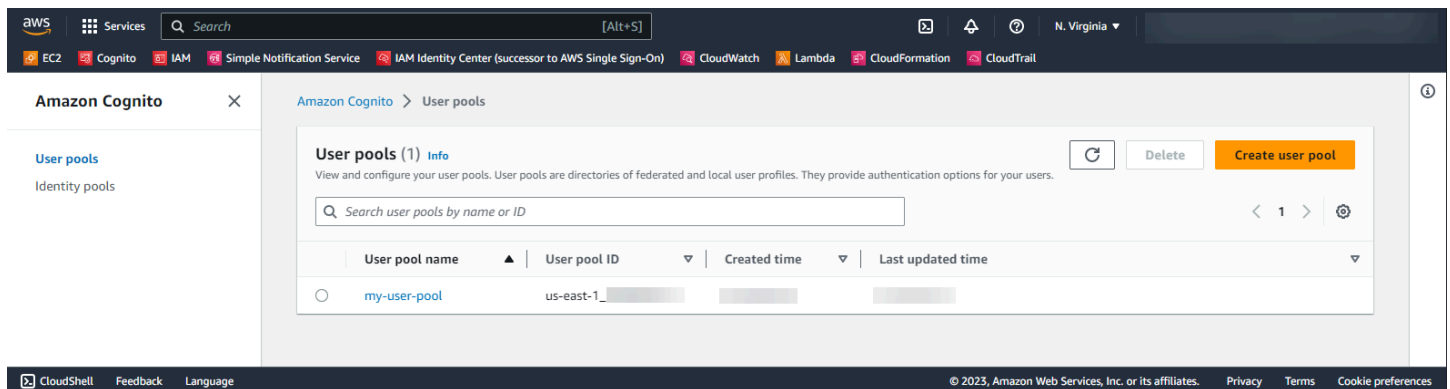 aws Services Search [Alt+S] N. Virginia
EC2 Cognito IAM Simple Notification Service IAM Identity Center (successor to AWS Single Sign-On) CloudWatch Lambda CloudFormation CloudTrail
Amazon Cognito
User pools
Identity pools
Amazon Cognito > User pools
User pools (1) Info
View and configure your user pools. User pools are directories of federated and local user profiles. They provide authentication options for your users.
Delete
Create user pool
Search user pools by name or ID
1
User pool name User pool ID Created time Last updated time
my-user-pool us-east-1_
CloudShell Feedback Language © 2023, Amazon Web Services, Inc. or its affiliates. Privacy Terms Cookie preferences